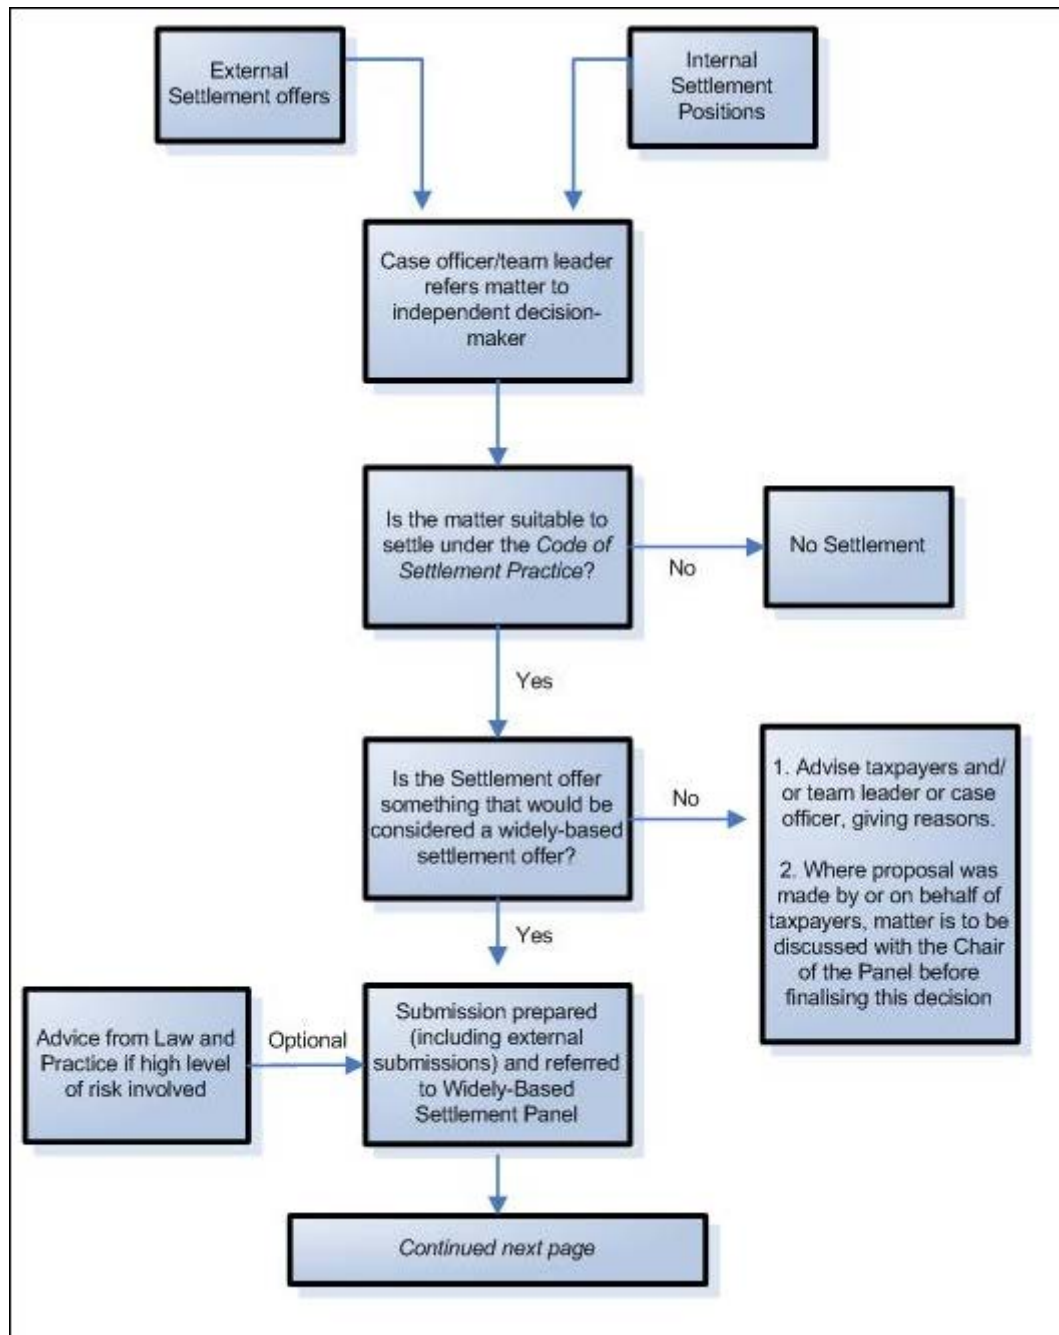 External
Settlement offers
Internal
Settlement
Positions
Case officer/team leader
refers matter to
independent decision-
maker
Is the matter suitable to
settle under the Code of
Settlement Practice?
No
No Settlement
Yes
Is the Settlement offer
something that would be
considered a widely-based
settlement offer?
No
1. Advise taxpayers and/
or team leader or case
officer, giving reasons.
2. Where proposal was
made by or on behalf of
taxpayers, matter is to be
discussed with the Chair
of the Panel before
finalising this decision
Yes
Advice from Law and
Practice if high level
of risk involved
Optional
Submission prepared
(including external
submissions) and referred
to Widely-Based
Settlement Panel
Continued next page